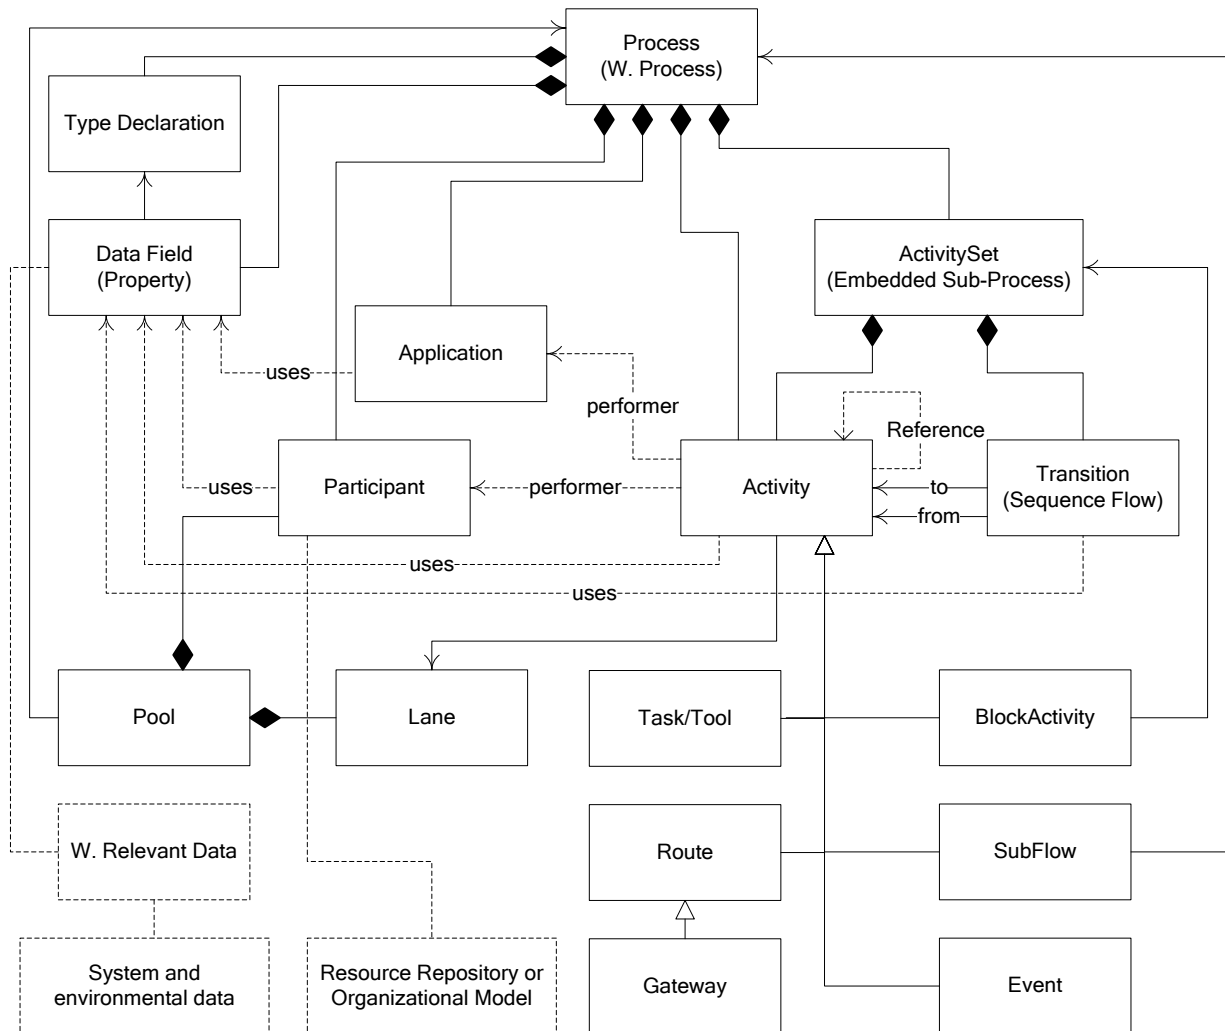 Process
(W. Process)
Type Declaration
Data Field
(Property)
ActivitySet
(Embedded Sub-Process)
Application
uses
performer
Reference
Participant
uses
performer
Activity
to
from
Transition
(Sequence Flow)
uses
uses
Pool
Lane
Task/Tool
BlockActivity
W. Relevant Data
Route
SubFlow
System and
environmental data
Resource Repository or
Organizational Model
Gateway
Event